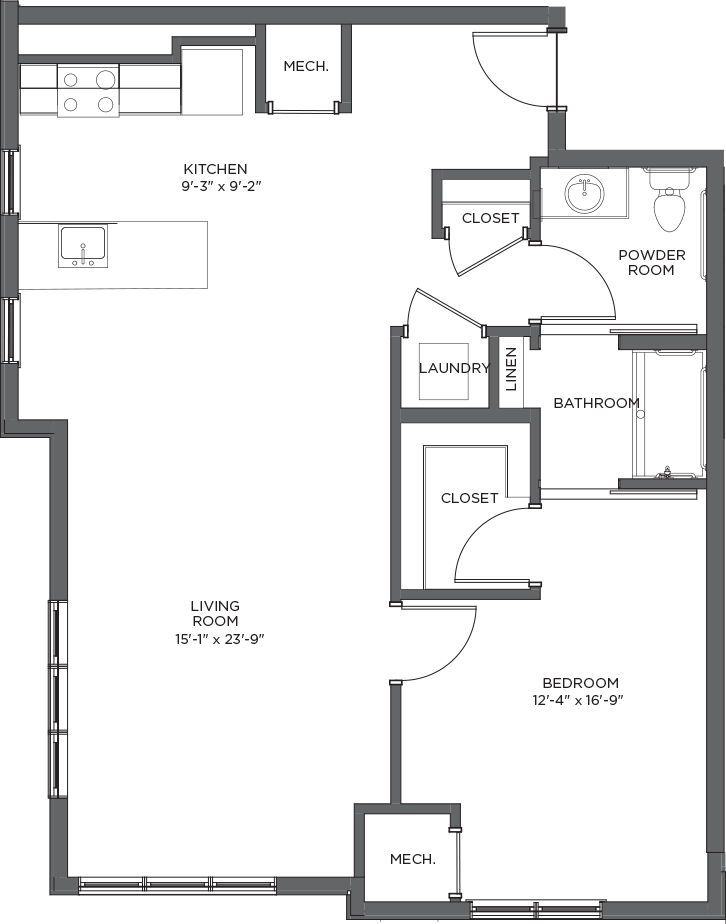 MECH.
KITCHEN
9'-3" x 9'-2"
CLOSET
POWDER
ROOM
LAUNDRY
LINEN
BATHROOM
CLOSET
LIVING
ROOM
15'-1" x 23'-9"
BEDROOM
12'-4" x 16'-9"
MECH.